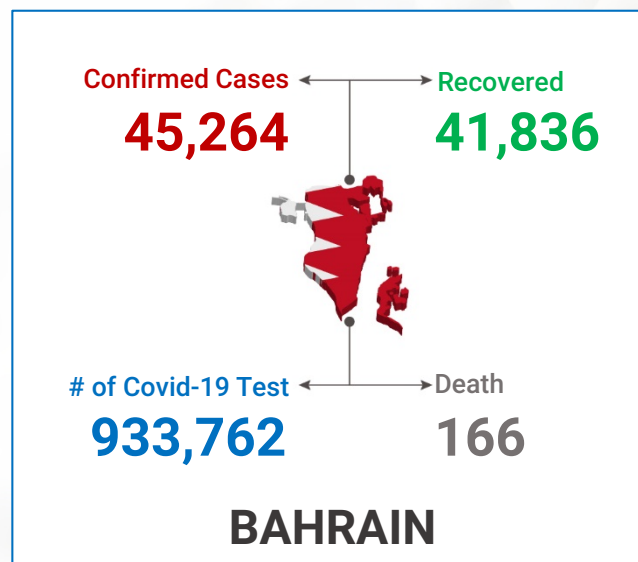 Confirmed Cases
45,264
Recovered
41,836
# of Covid-19 Test
933,762
Death
166
BAHRAIN